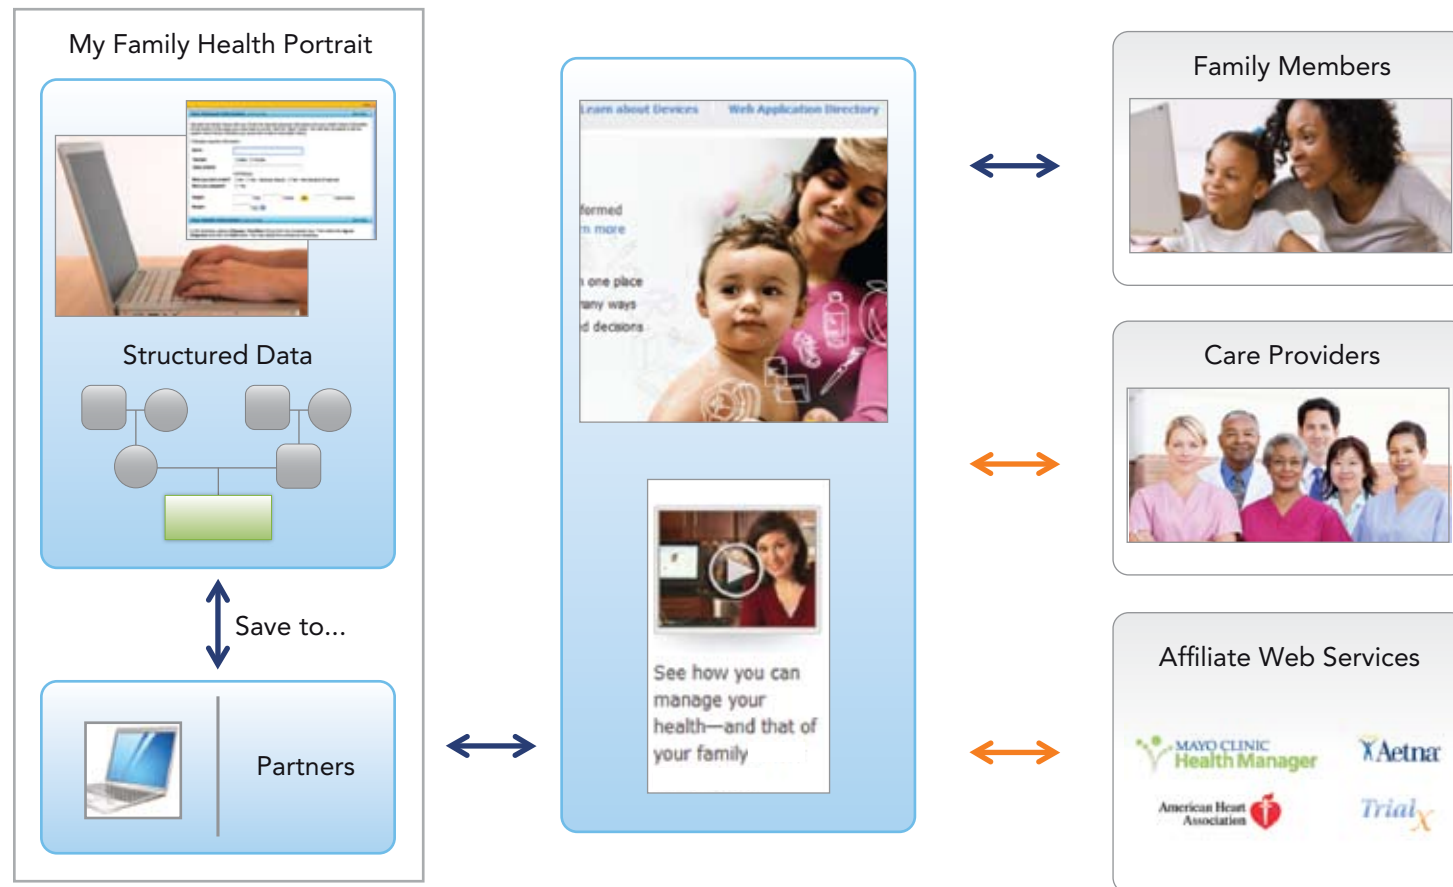 My Family Health Portrait
Structured Data
Save to...
Partners
Learn about Devices
Web Application Directory
formed
n more
one place
many ways
d decisions
See how you can
manage your
health—and that of
your family
Family Members
Care Providers
Affiliate Web Services
MAYO CLINIC
Health Manager
Aetna
American Heart
Association
TrialX